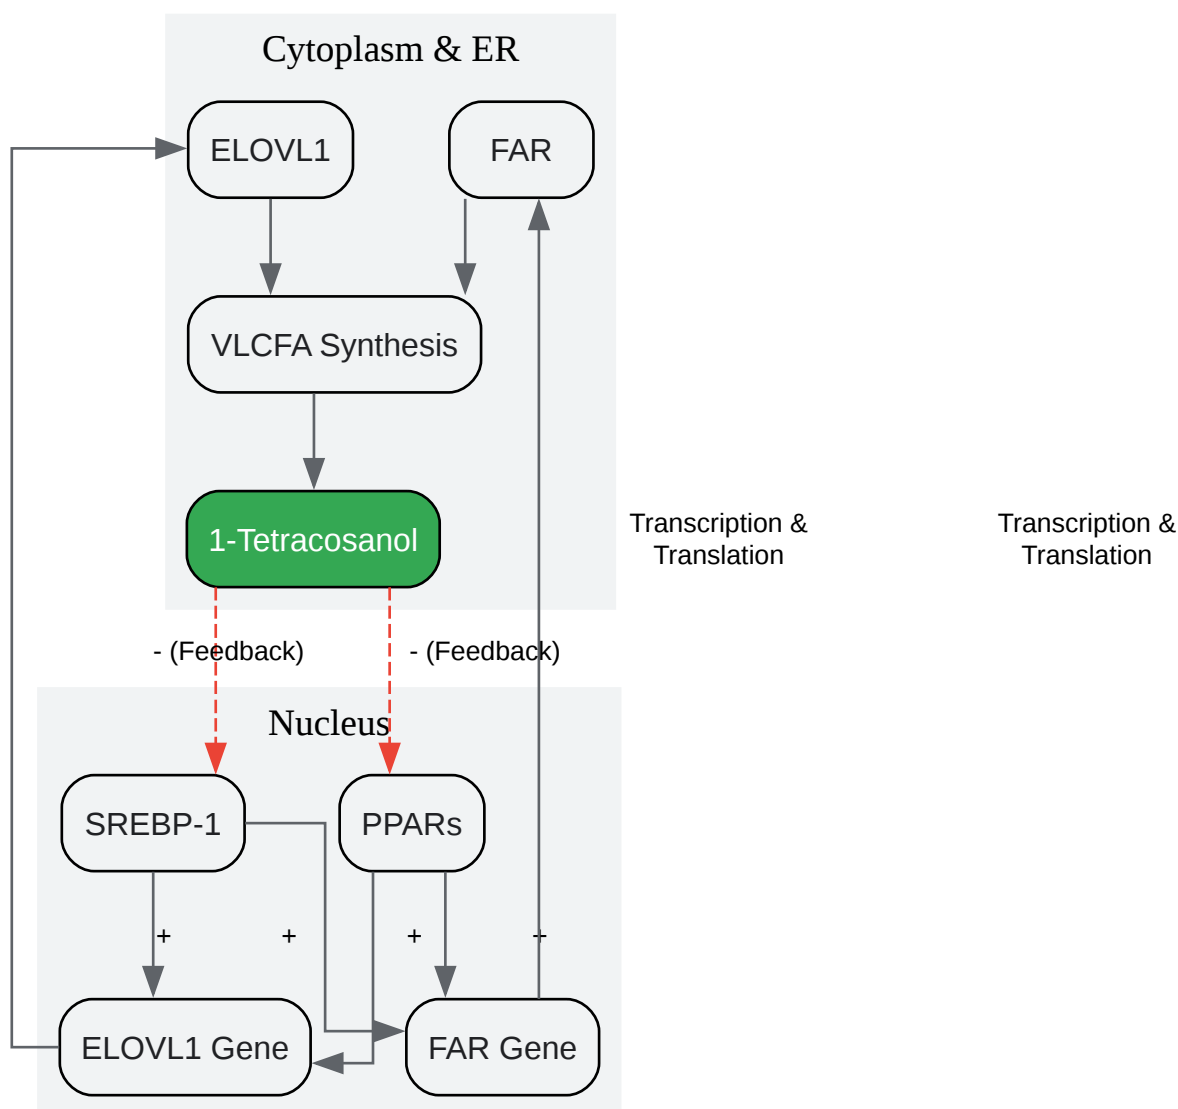 Cytoplasm & ER
ELOVL1
FAR
VLCFA Synthesis
1-Tetracosanol
Transcription &
Translation
Transcription &
Translation
- (Feedback)
- (Feedback)
Nucleus
SREBP-1
PPARs
+
+
+
+
ELOVL1 Gene
FAR Gene